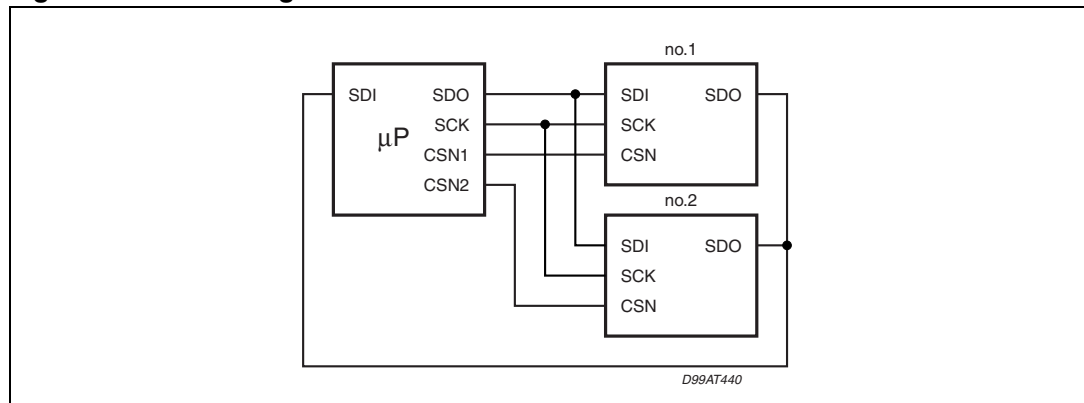 no.1
SDI SDO
SCK
CSN1
CSN2
μP
SDI SDO
SCK
CSN
no.2
SDI SDO
SCK
CSN
D99AT440